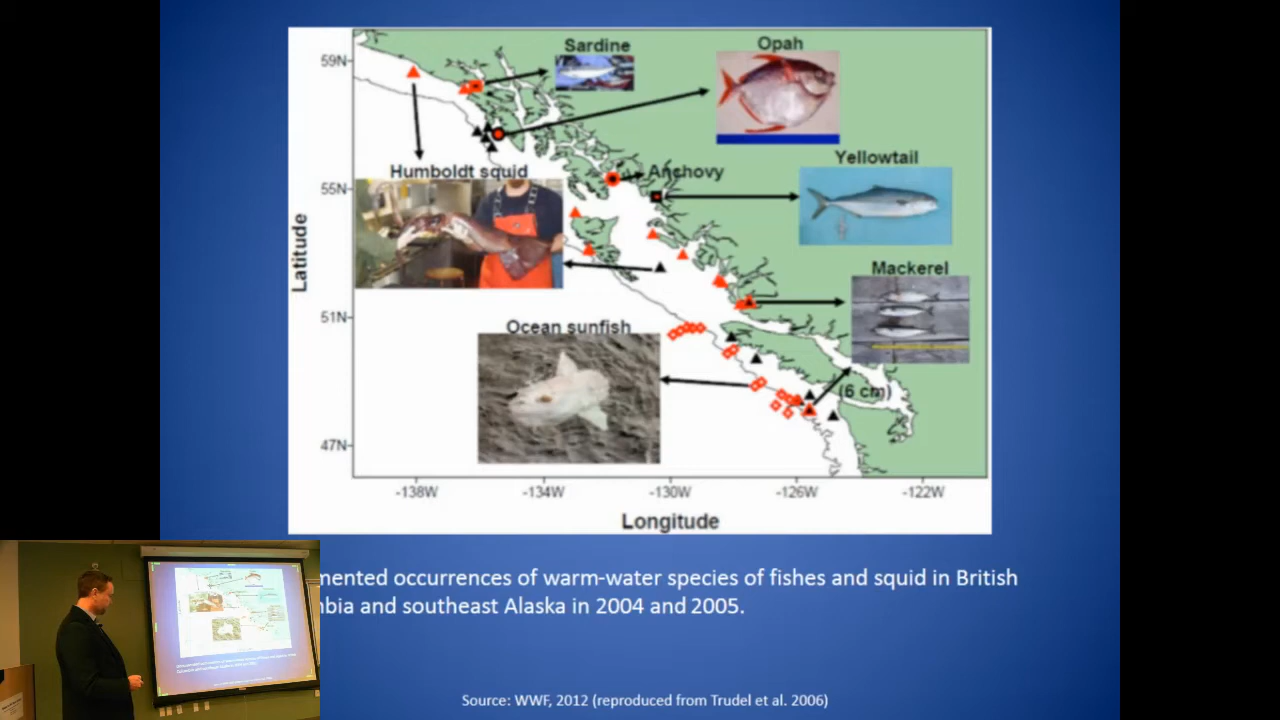 Sardine
Opah
59N
Yellowtail
Humboldt squid
Anchovy
55N
Latitude
Mackerel
51N
Ocean sunfish
(6 cm)
47N
-138W
-134W
-130W
-126W
-122W
Longitude
mented occurrences of warm-water species of fishes and squid in British
bia and southeast Alaska in 2004 and 2005.
Source: WWF, 2012 (reproduced from Trudel et al. 2006)